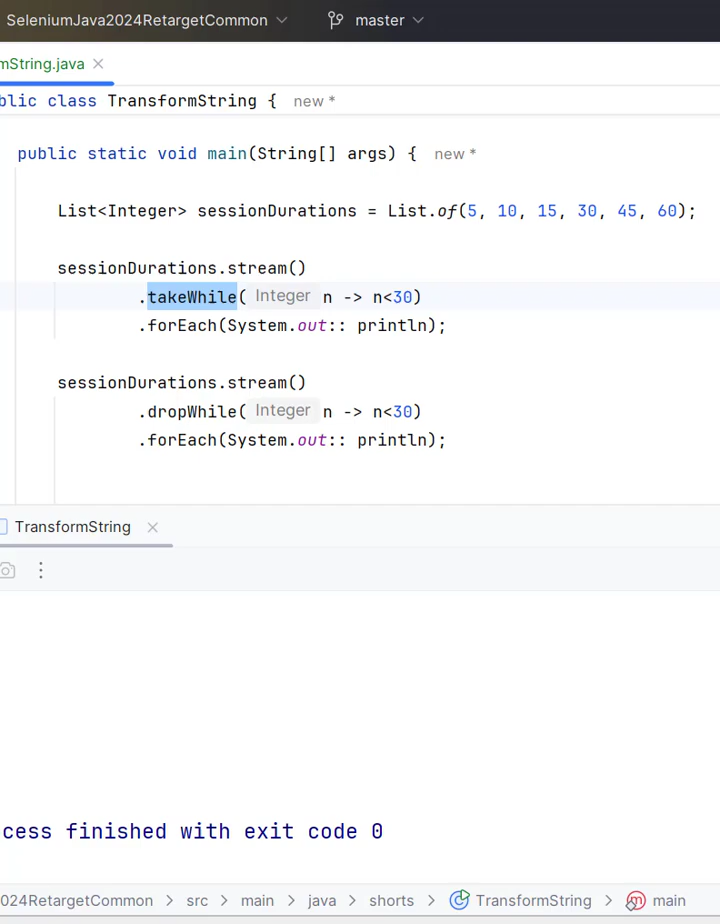 SeleniumJava2024RetargetCommon master
mString.java
blic class TransformString { new *
public static void main(String[] args) { new *
List<Integer> sessionDurations = List.of(5, 10, 15, 30, 45, 60);
sessionDurations.stream()
.takeWhile( Integer n -> n<30)
.forEach(System.out:: println);
sessionDurations.stream()
.dropWhile( Integer n -> n<30)
.forEach(System.out:: println);
TransformString
cess finished with exit code 0
024RetargetCommon > src > main > java > shorts > TransformString > m main